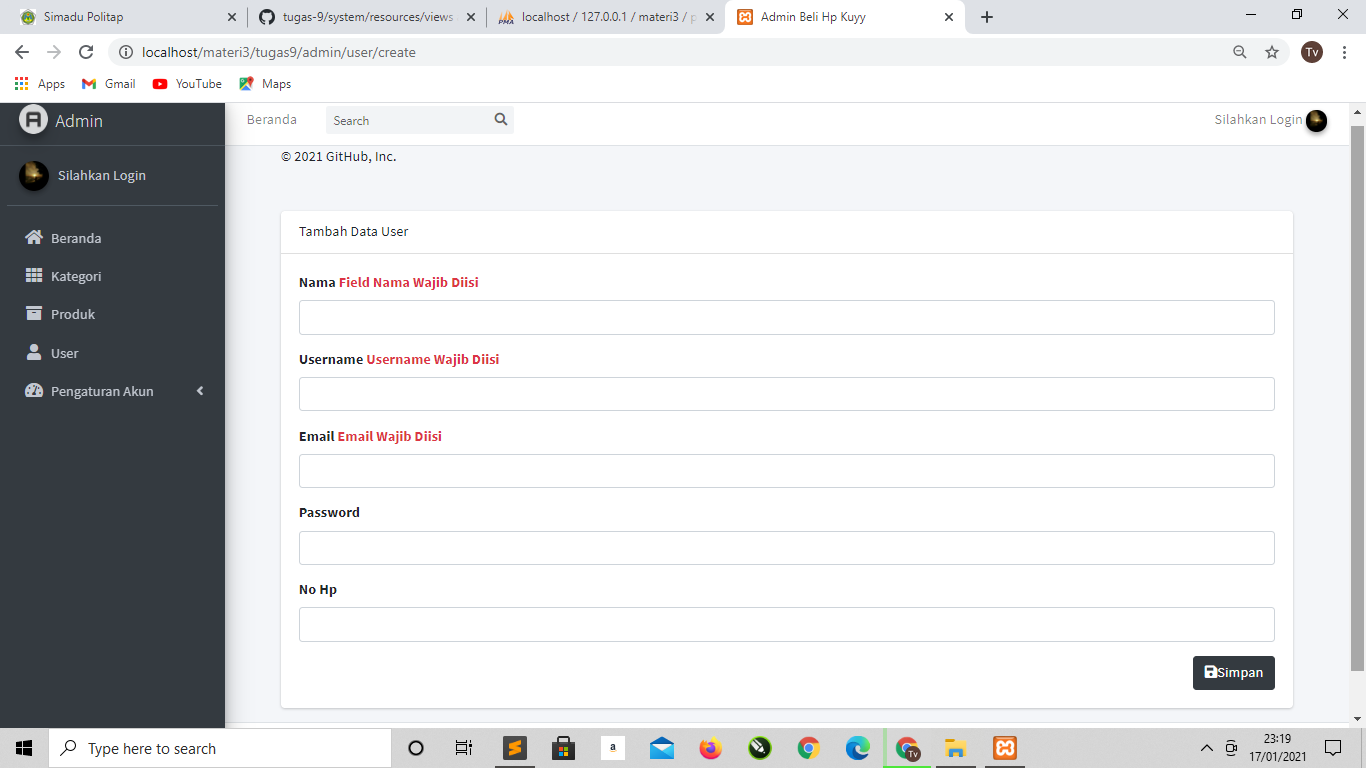 Simadu Politap
tugas-9/system/resources/views
localhost / 127.0.0.1 / materi3 / p
Admin Beli Hp Kuyy
localhost/materi3/tugas9/admin/user/create
Tv
Apps
Gmail
YouTube
Maps
Admin
Beranda
Search
Silahkan Login
Silahkan Login
© 2021 GitHub, Inc.
Beranda
Kategori
Produk
User
Pengaturan Akun
Tambah Data User
Nama Field Nama Wajib Diisi
Username Username Wajib Diisi
Email Email Wajib Diisi
Password
No Hp
Simpan
Type here to search
a
Tv
23:19
17/01/2021